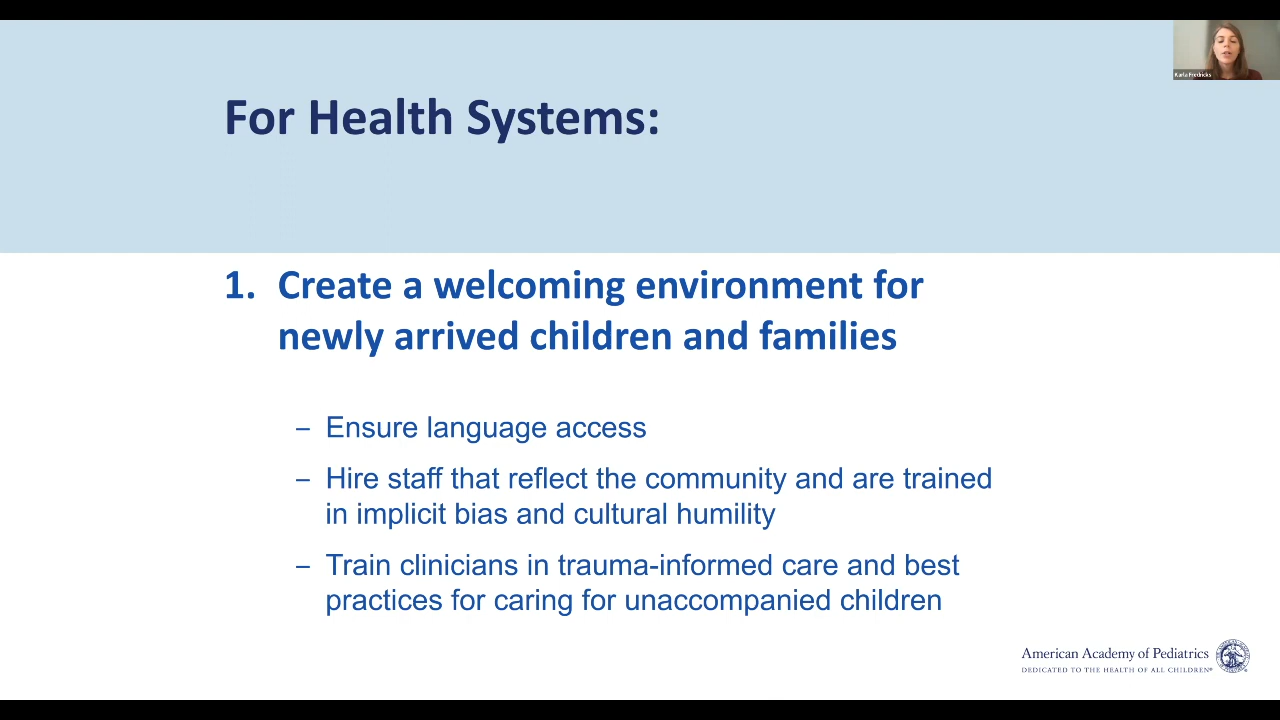 Karla Fredricks
For Health Systems:
1. Create a welcoming environment for
newly arrived children and families
– Ensure language access
– Hire staff that reflect the community and are trained
in implicit bias and cultural humility
– Train clinicians in trauma-informed care and best
practices for caring for unaccompanied children
American Academy of Pediatrics
DEDICATED TO THE HEALTH OF ALL CHILDREN®